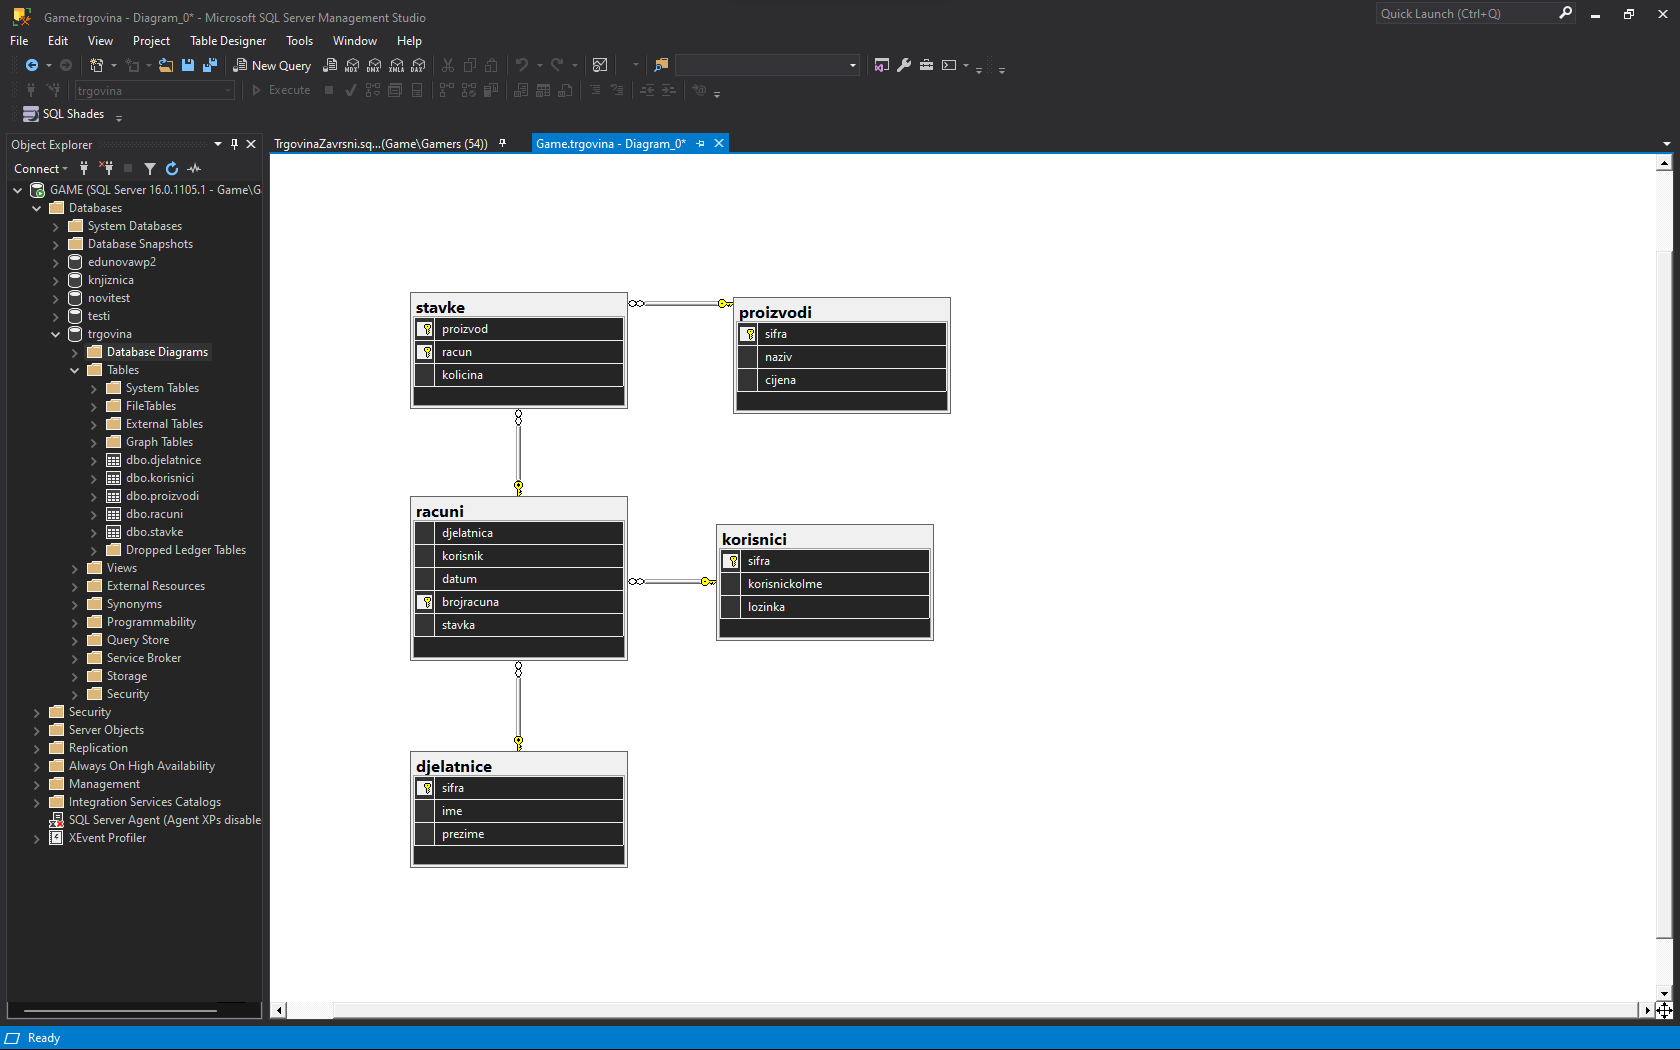 Game.trgovina - Diagram_0* - Microsoft SQL Server Management Studio
Quick Launch (Ctrl+Q)
File Edit View Project Table Designer Tools Window Help
New Query
MDX DMX XMLA DAX
trgovina
Execute
SQL Shades
Object Explorer
TrgovinaZavrsni.sq...(Game\Gamers (54))
Game.trgovina - Diagram_0*
Connect
GAME (SQL Server 16.0.1105.1 - Game\G
Databases
System Databases
Database Snapshots
edunovawp2
knjiznica
novitest
testi
trgovina
Database Diagrams
Tables
System Tables
FileTables
External Tables
Graph Tables
dbo.djelatnice
dbo.korisnici
dbo.proizvodi
dbo.racuni
dbo.stavke
Dropped Ledger Tables
Views
External Resources
Synonyms
Programmability
Query Store
Service Broker
Storage
Security
Security
Server Objects
Replication
Always On High Availability
Management
Integration Services Catalogs
SQL Server Agent (Agent XPs disable
XEvent Profiler
stavke
proizvod
racun
kolicina
proizvodi
sifra
naziv
cijena
racuni
djelatnica
korisnik
datum
brojracuna
stavka
korisnici
sifra
korisnickoIme
lozinka
djelatnice
sifra
ime
prezime
Ready